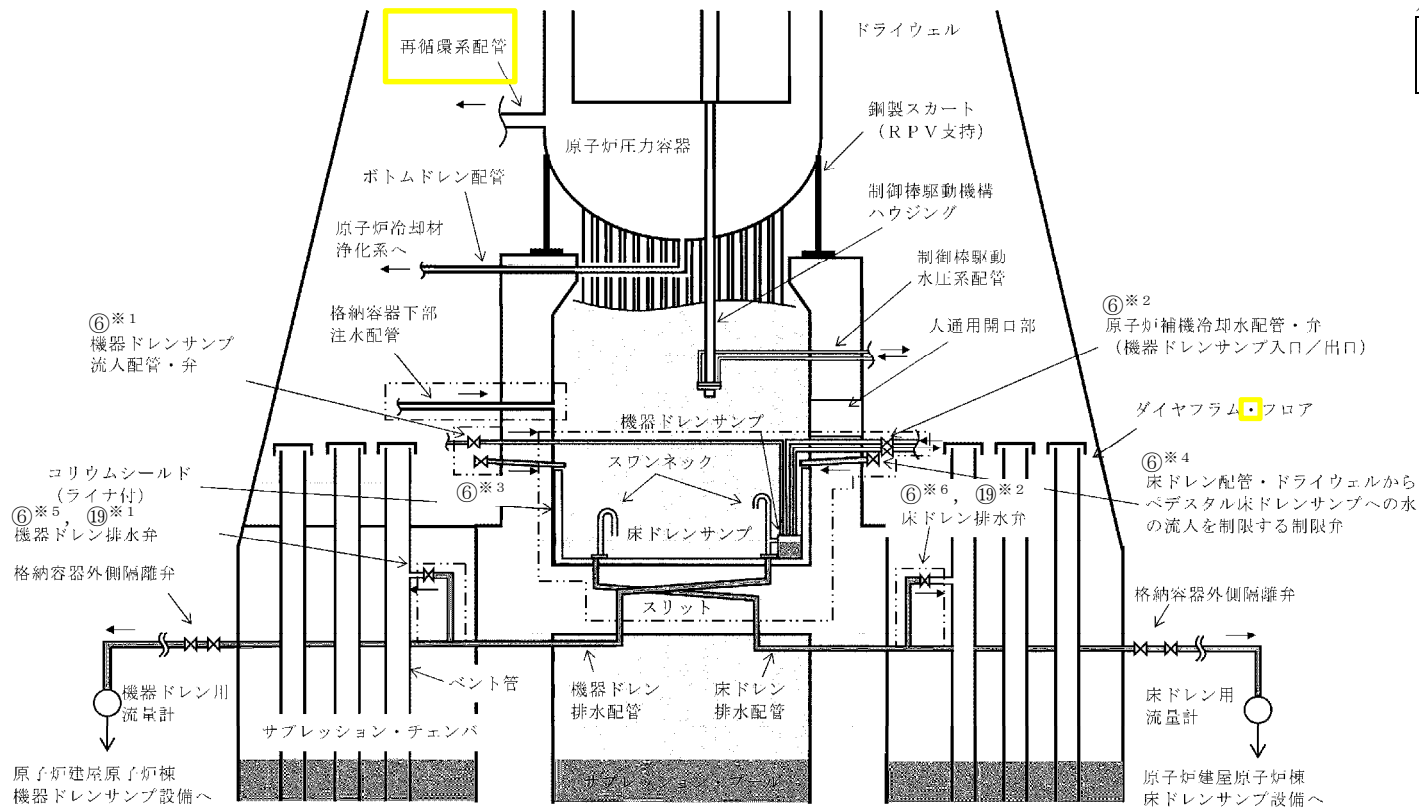 再循環系配管
ドライウェル
鋼製スカート
(RPV支持)
原子炉圧力容器
ボトムドレン配管
制御棒駆動機構
ハウジング
原子炉冷却材
浄化系へ
制御棒駆動
水圧系配管
格納容器下部
注水配管
人通用開口部
⑥※1
機器ドレンサンプ
流入配管・弁
⑥※2
原子炉補機冷却水配管・弁
(機器ドレンサンプ入口/出口)
機器ドレンサンプ
ダイヤフラム・フロア
コリウムシールド
(ライナ付)
スワンネック
⑥※3
⑥※4
床ドレン配管・ドライウェルから
ペデスタル床ドレンサンプへの水
の流入を制限する制限弁
⑥※5, ⑲※1
機器ドレン排水弁
⑥※6, ⑲※2
床ドレン排水弁
床ドレンサンプ
格納容器外側隔離弁
スリット
格納容器外側隔離弁
機器ドレン用
流量計
ベント管
機器ドレン
排水配管
床ドレン
排水配管
床ドレン用
流量計
サプレッション・チェンバ
サプレッション・プール
原子炉建屋原子炉棟
機器ドレンサンプ設備へ
原子炉建屋原子炉棟
床ドレンサンプ設備へ